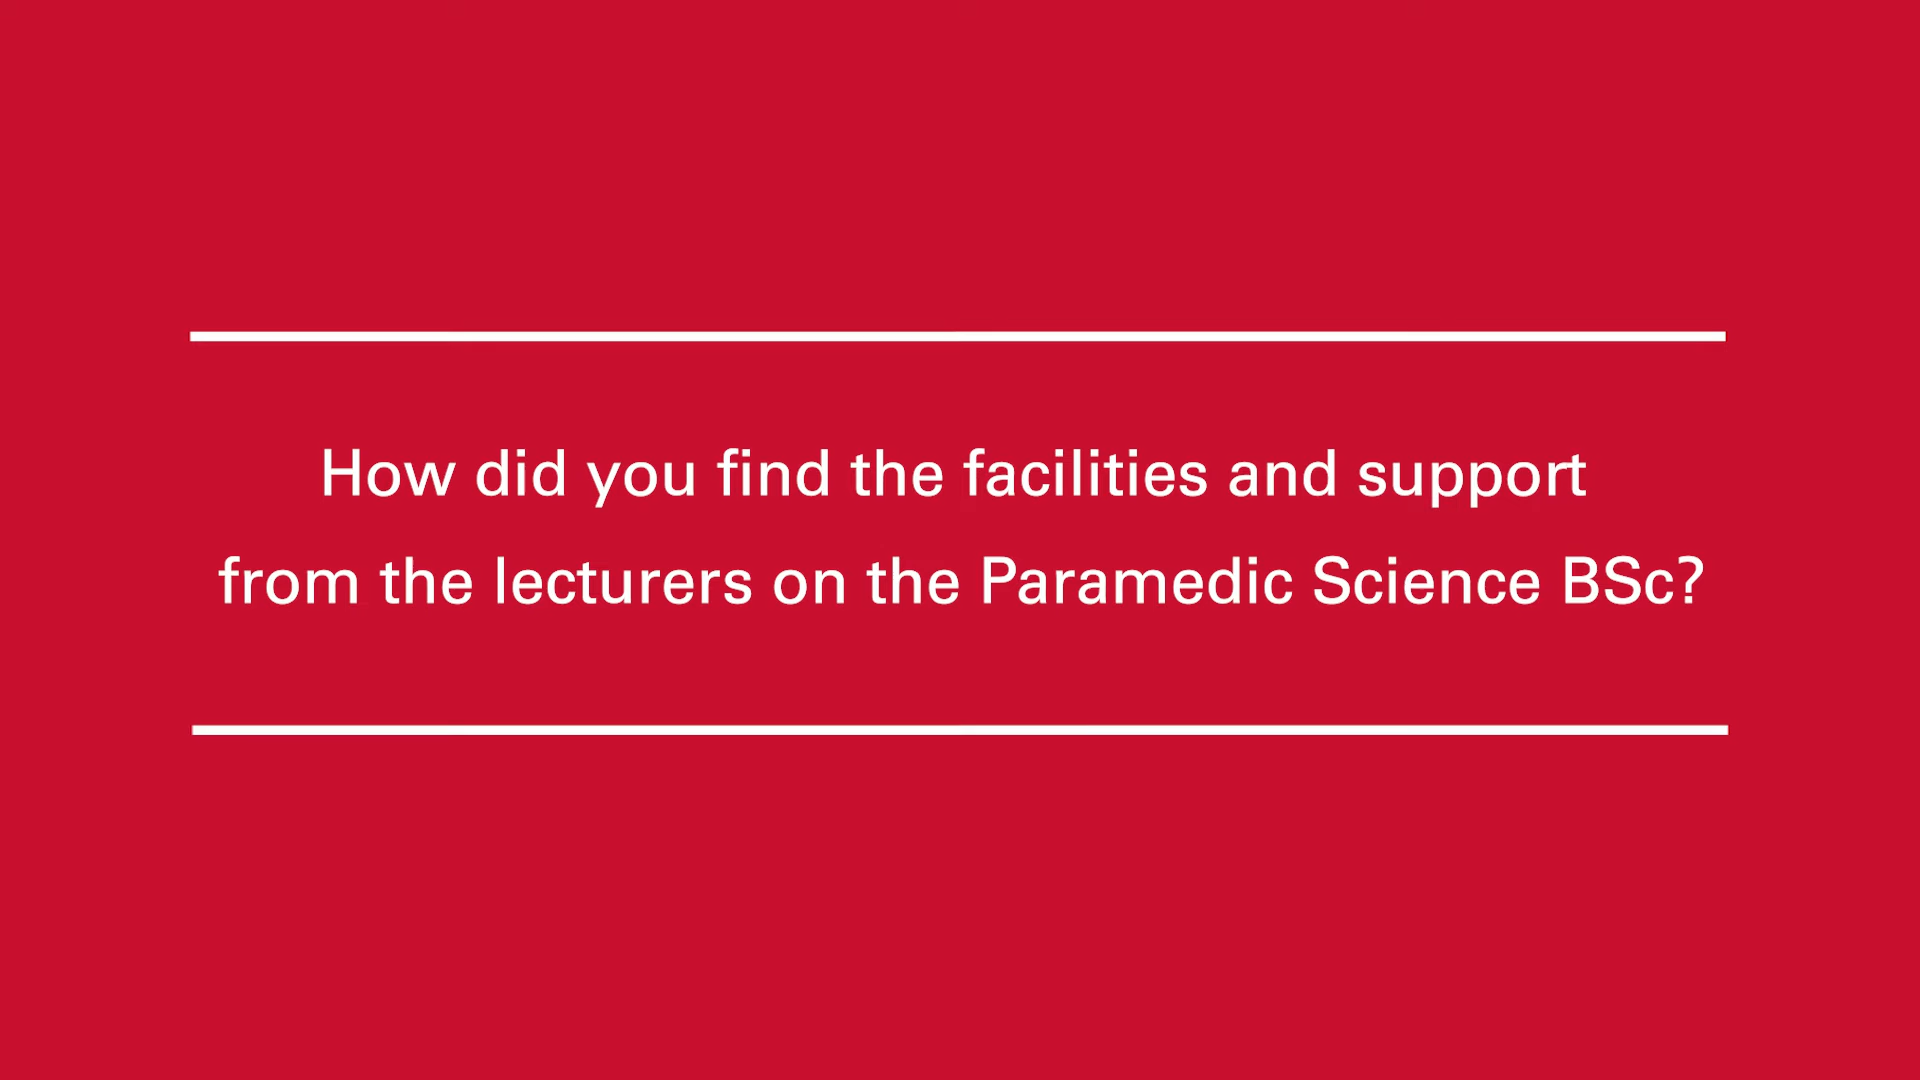 How did you find the facilities and support
from the lecturers on the Paramedic Science BSc?